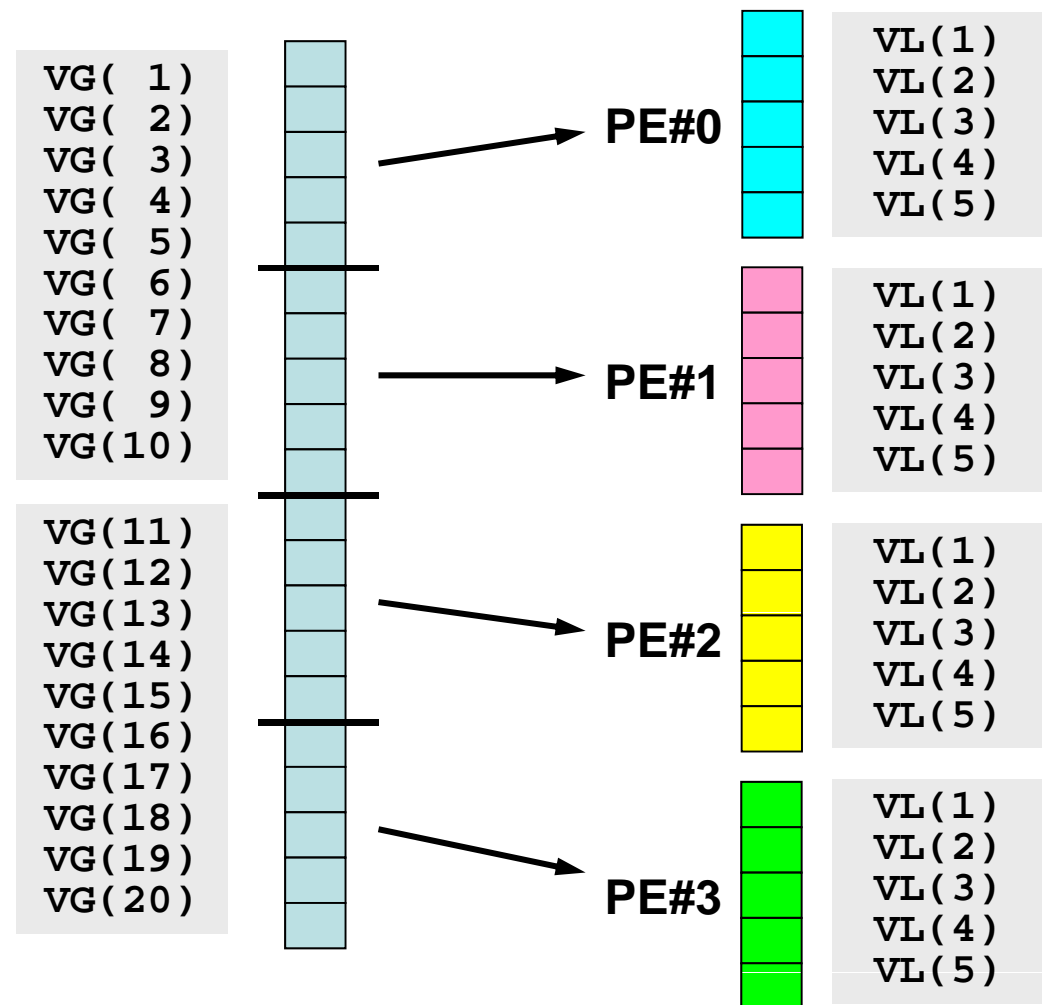 VG( 1)
VG( 2)
VG( 3)
VG( 4)
VG( 5)
VG( 6)
VG( 7)
VG( 8)
VG( 9)
VG(10)
VG(11)
VG(12)
VG(13)
VG(14)
VG(15)
VG(16)
VG(17)
VG(18)
VG(19)
VG(20)
PE#0
VL(1)
VL(2)
VL(3)
VL(4)
VL(5)
PE#1
VL(1)
VL(2)
VL(3)
VL(4)
VL(5)
PE#2
VL(1)
VL(2)
VL(3)
VL(4)
VL(5)
PE#3
VL(1)
VL(2)
VL(3)
VL(4)
VL(5)